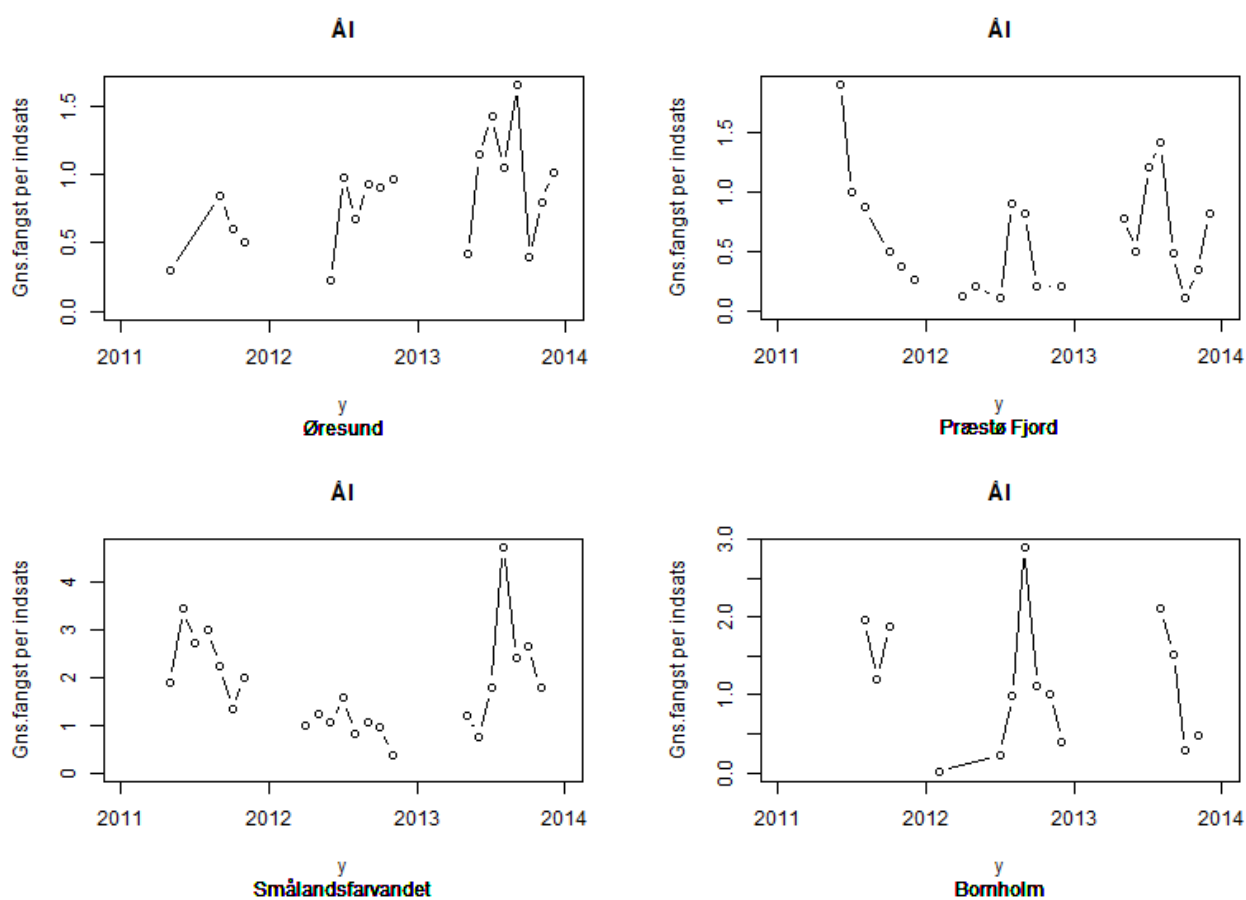 Ål
Gns.fangst per indsats
0.0 0.5 1.0 1.5
2011 2012 2013 2014
y
Øresund
Ål
Gns.fangst per indsats
0.0 0.5 1.0 1.5
2011 2012 2013 2014
y
Præstø Fjord
Ål
Gns.fangst per indsats
0 1 2 3 4
2011 2012 2013 2014
y
Smålandsfarvandet
Ål
Gns.fangst per indsats
0.0 1.0 2.0 3.0
2011 2012 2013 2014
y
Bornholm